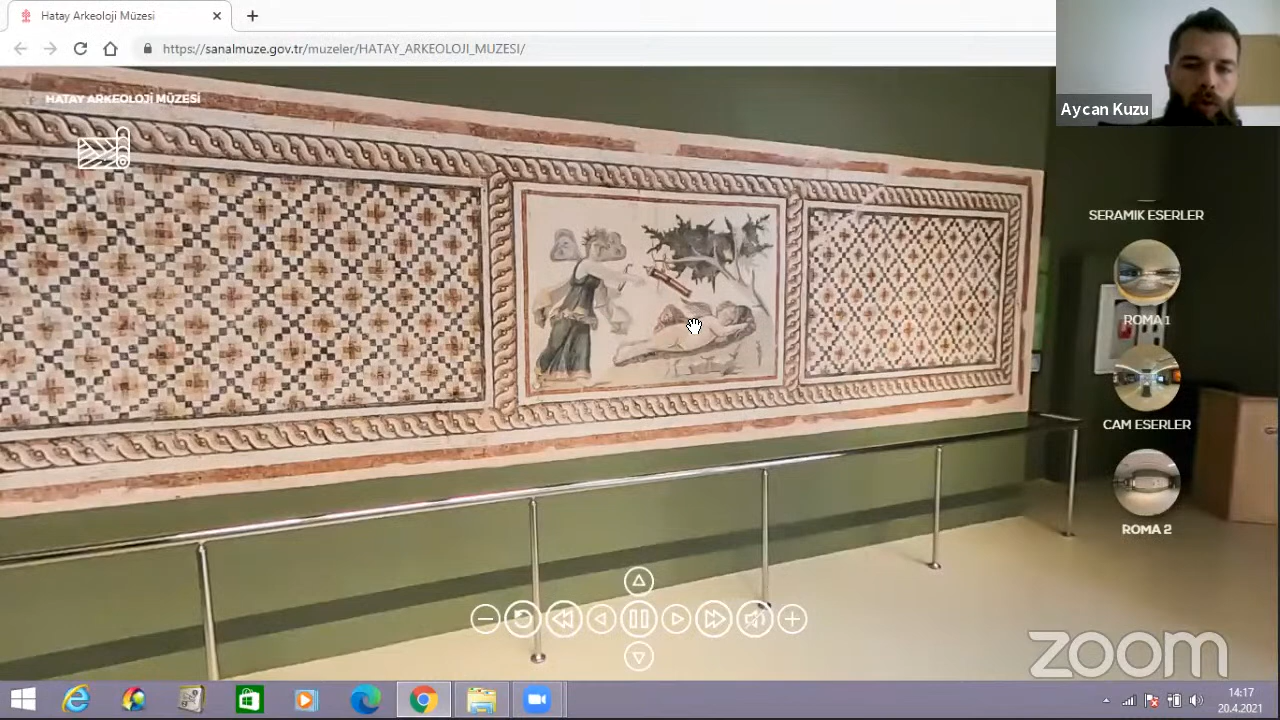 Hatay Arkeoloji Müzesi
https://sanalmuze.gov.tr/muzeler/HATAY_ARKEOLOJI_MUZESI/
Aycan Kuzu
HATAY ARKEOLOJİ MÜZESİ
SERAMIK ESERLER
ROMA 1
CAM ESERLER
ROMA 2
zoom
14:17
20.4.2021